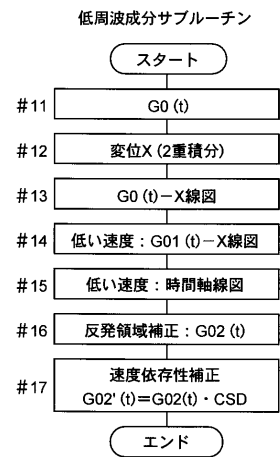 低周波成分サブルーチン
スタート
#11 G0 (t)
#12 変位X (2重積分)
#13 G0 (t)−X線図
#14 低い速度：G01 (t)−X線図
#15 低い速度：時間軸線図
#16 反発領域補正：G02 (t)
#17 速度依存性補正
G02' (t)＝G02(t)・CSD
エンド